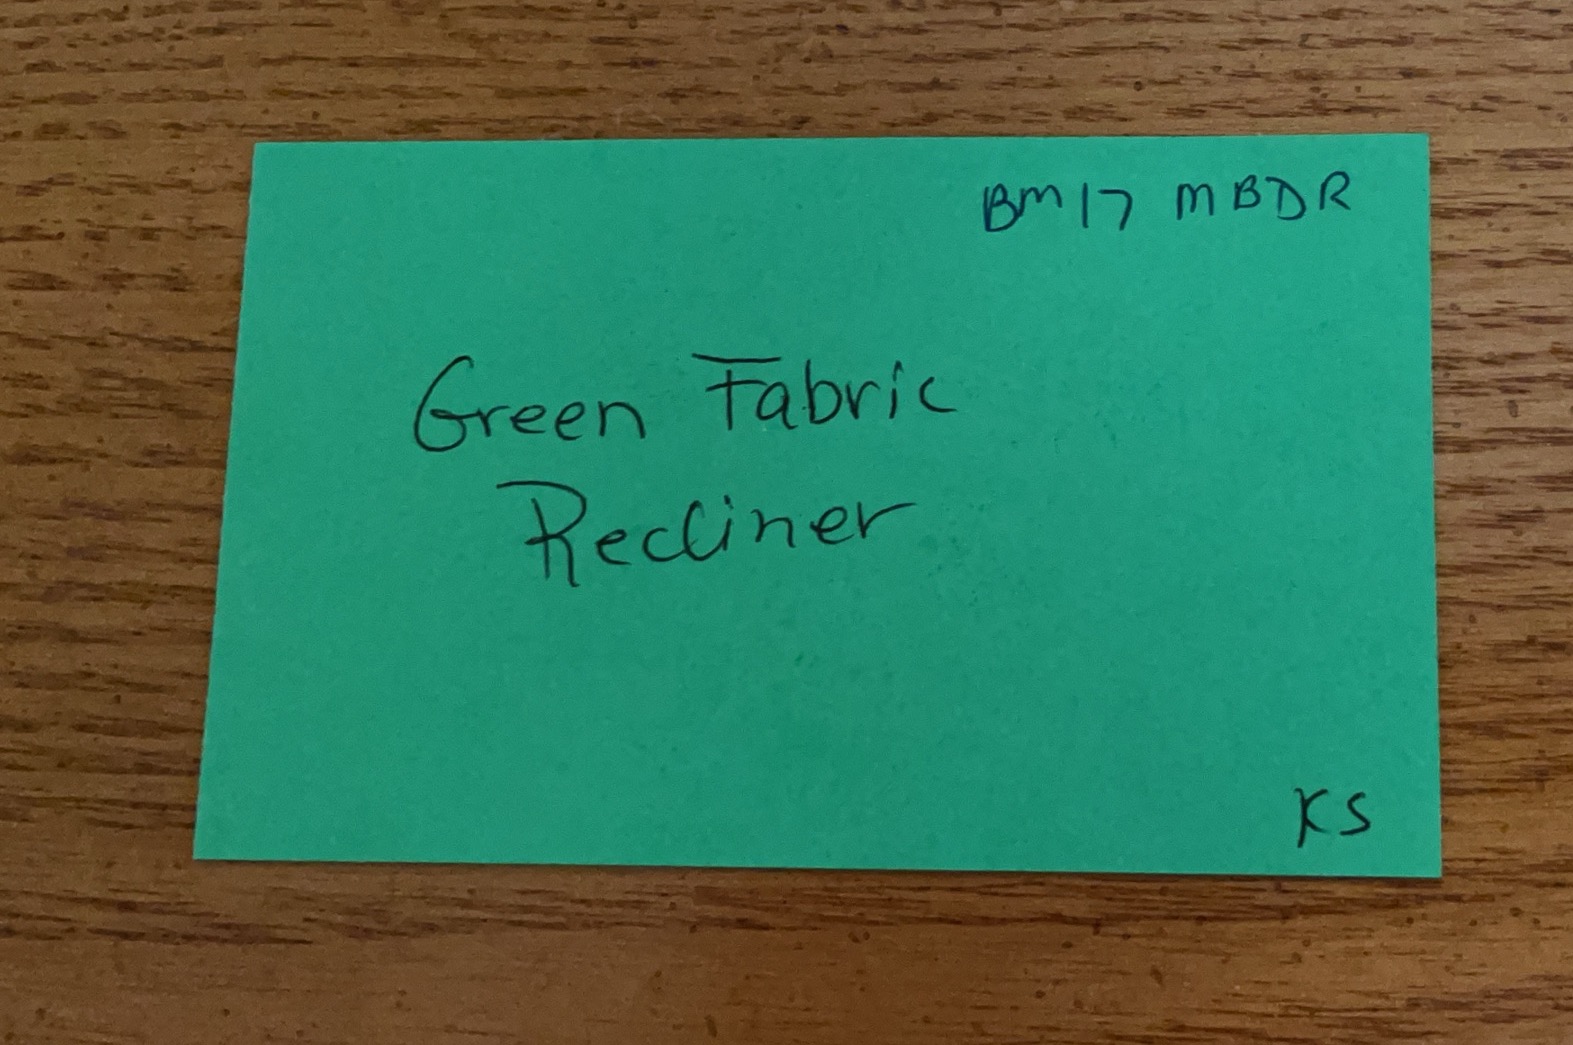 BM17 MBDR
Green Fabric
Recliner
KS